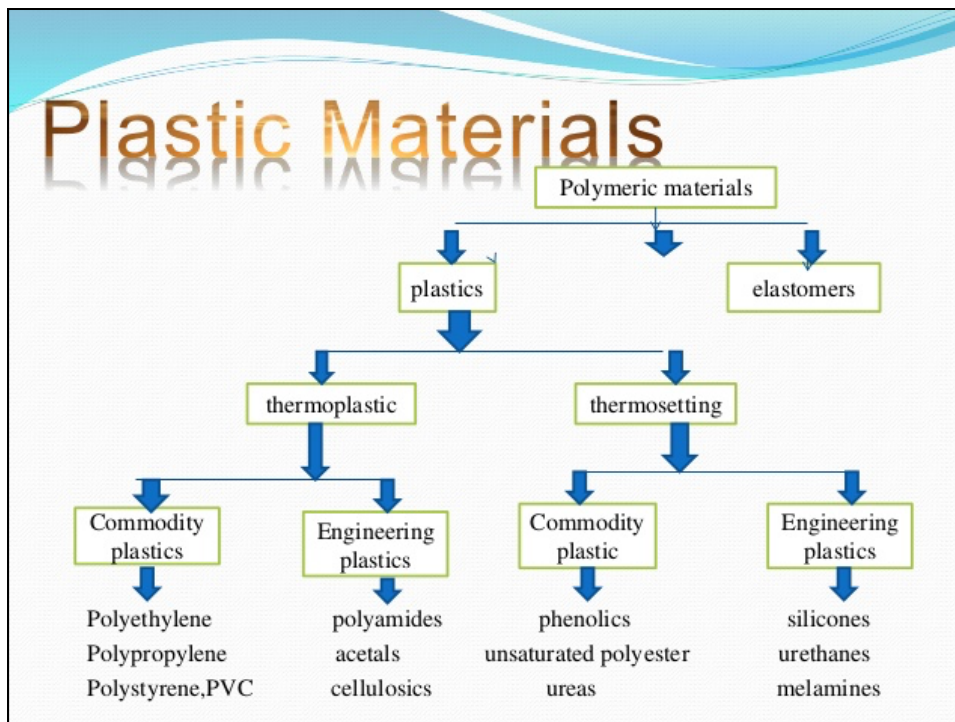 Plastic Materials
Polymeric materials
plastics
elastomers
thermoplastic
thermosetting
Commodity
plastics
Engineering
plastics
Commodity
plastic
Engineering
plastics
Polyethylene
Polypropylene
Polystyrene,PVC
polyamides
acetals
cellulosics
phenolics
unsaturated polyester
ureas
silicones
urethanes
melamines